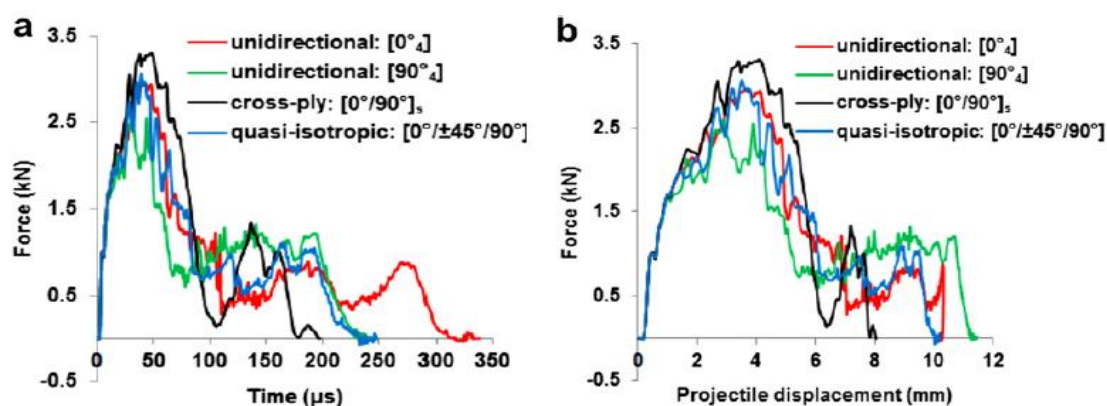 a
3.5
2.5
1.5
0.5
-0.5
Force (kN)
0
50
100
150
200
250
300
350
Time (µs)
unidirectional: [0°₄]
unidirectional: [90°₄]
cross-ply: [0°/90°]ₛ
quasi-isotropic: [0°/±45°/90°]
b
3.5
2.5
1.5
0.5
-0.5
Force (kN)
0
2
4
6
8
10
12
Projectile displacement (mm)
unidirectional: [0°₄]
unidirectional: [90°₄]
cross-ply: [0°/90°]ₛ
quasi-isotropic: [0°/±45°/90°]